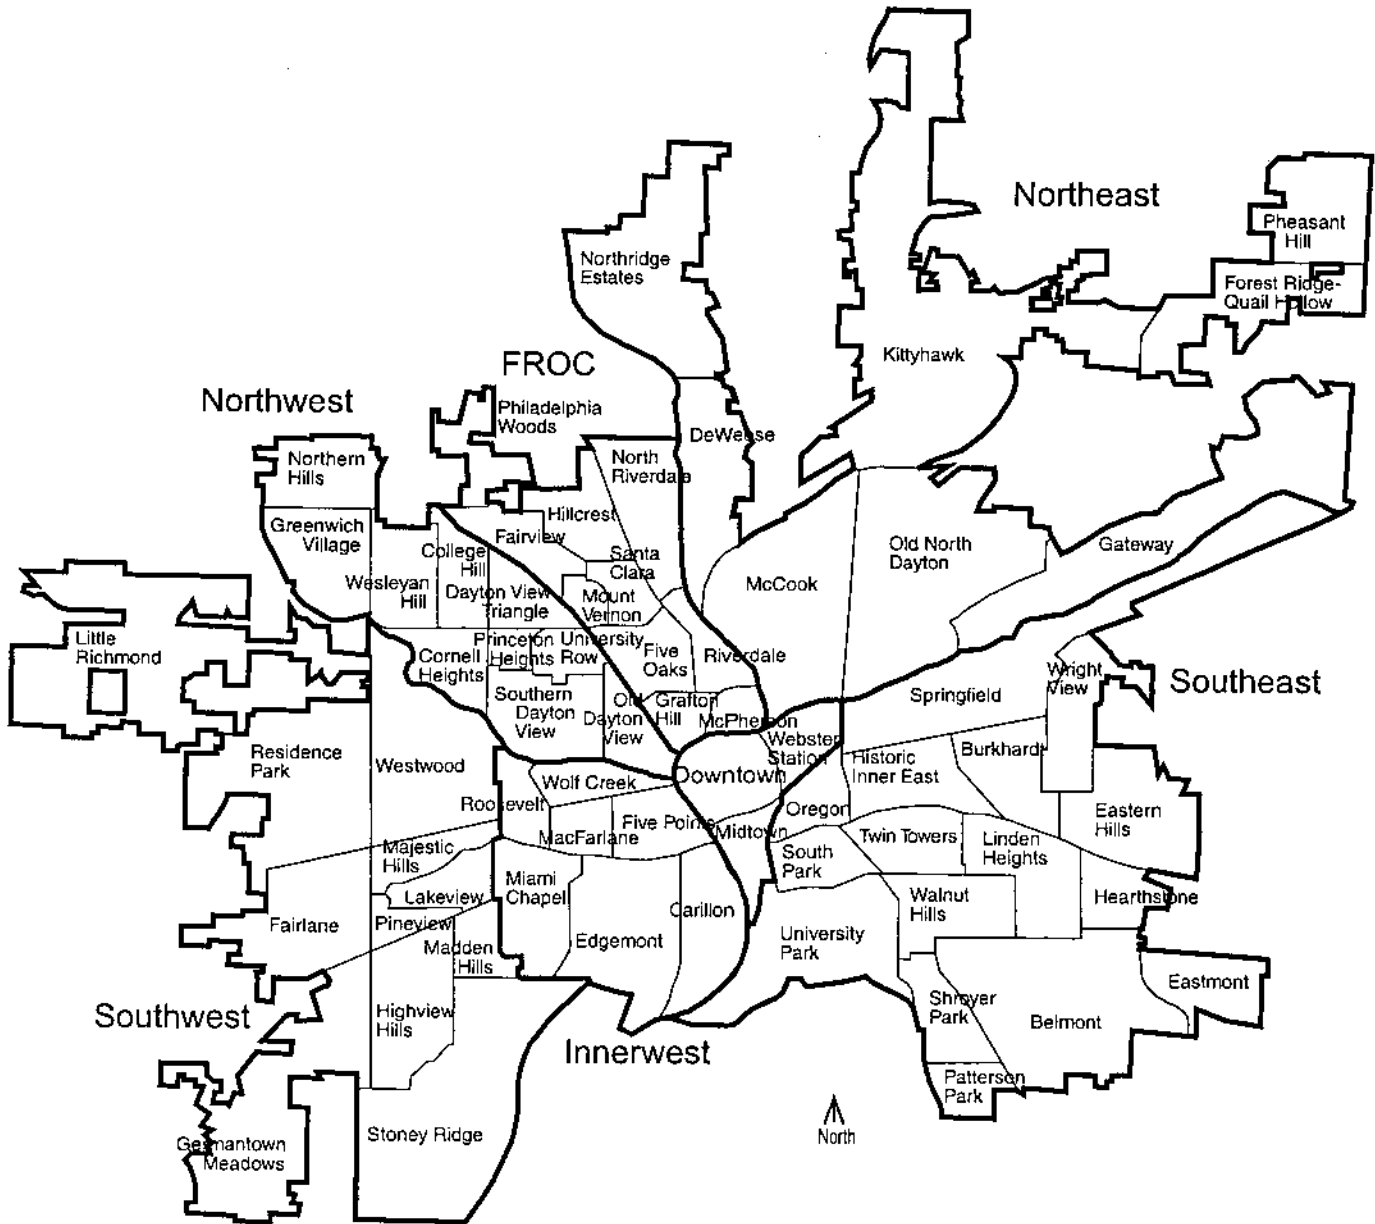 Northeast
Pheasant
Hill
Northridge
Estates
Forest Ridge-
Quail Hollow
Kittyhawk
FROC
Northwest
Philadelphia
Woods
DeWeese
Northern
Hills
North
Riverdale
Hillcrest
Greenwich
Village
Fairview
College
Hill
Santa
Clara
Old North
Dayton
Gateway
Wesleyan
Hill
Dayton View
Triangle
Mount
Vernon
McCook
Little
Richmond
Cornell
Heights
Princeton
Heights
University
Row
Five
Oaks
Riverdale
Wright
View
Southeast
Springfield
Southern
Dayton
View
Old
Dayton
View
Grafton
Hill
McPherson
Webster
Station
Residence
Park
Westwood
Wolf Creek
Downtown
Historic
Inner East
Burkhardt
Roosevelt
MacFarlane
Five Points
Midtown
Oregon
Eastern
Hills
Majestic
Hills
South
Park
Twin Towers
Linden
Heights
Lakeview
Miami
Chapel
Carillon
Walnut
Hills
Hearthstone
Fairlane
Pineview
Madden
Hills
Edgemont
University
Park
Eastmont
Southwest
Highview
Hills
Shroyer
Park
Belmont
Innerwest
Patterson
Park
Germantown
Meadows
Stoney Ridge
North